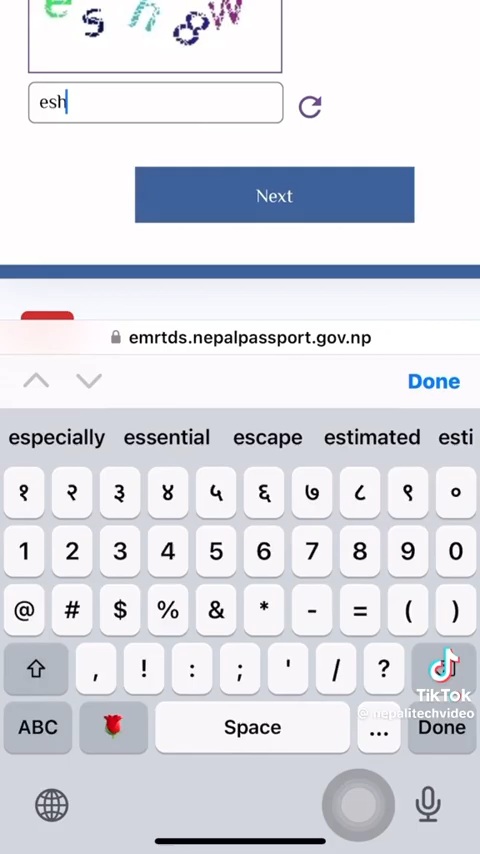 e s h 8 w
esh
Next
emrtds.nepalpassport.gov.np
Done
especially essential escape estimated esti
१ २ ३ ४ ५ ६ ७ ८ ९ ०
1 2 3 4 5 6 7 8 9 0
@ # $ % & * - = ( )
, ! : ; ' / ?
TikTok
@.nepalitechvideo
ABC Space ... Done